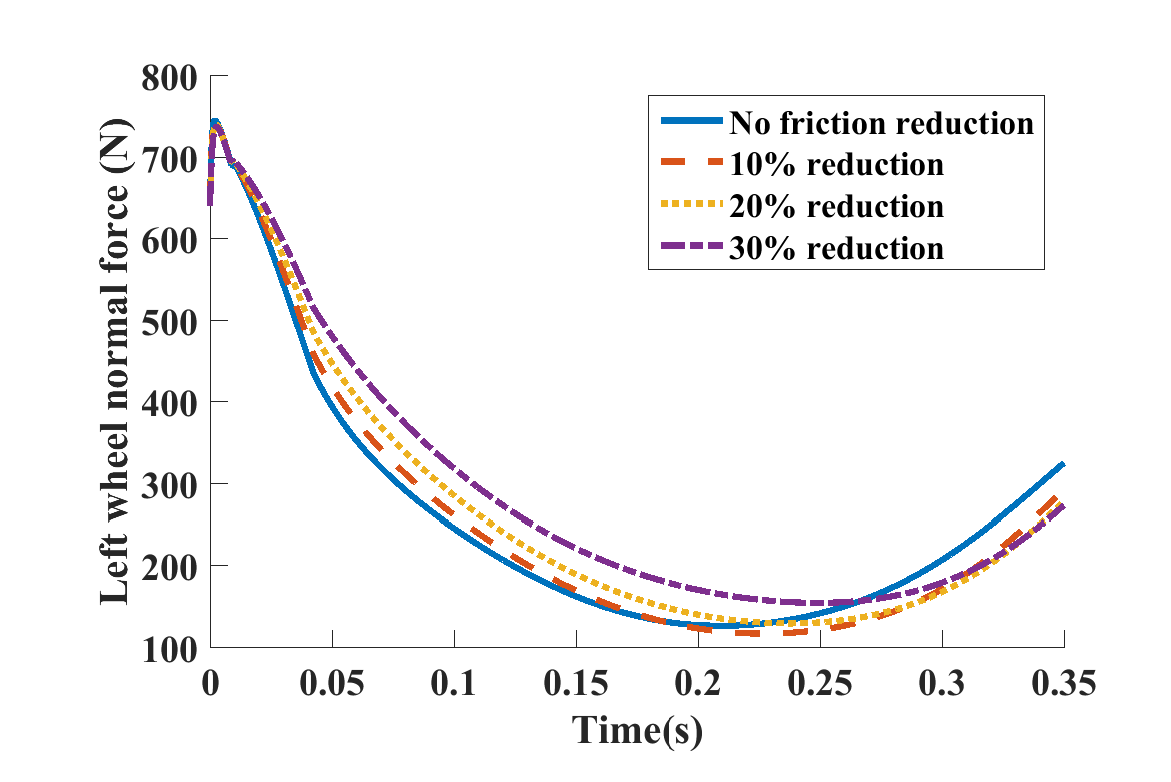 800
700
600
500
400
300
200
100
Left wheel normal force (N)
No friction reduction
10% reduction
20% reduction
30% reduction
0 0.05 0.1 0.15 0.2 0.25 0.3 0.35
Time(s)